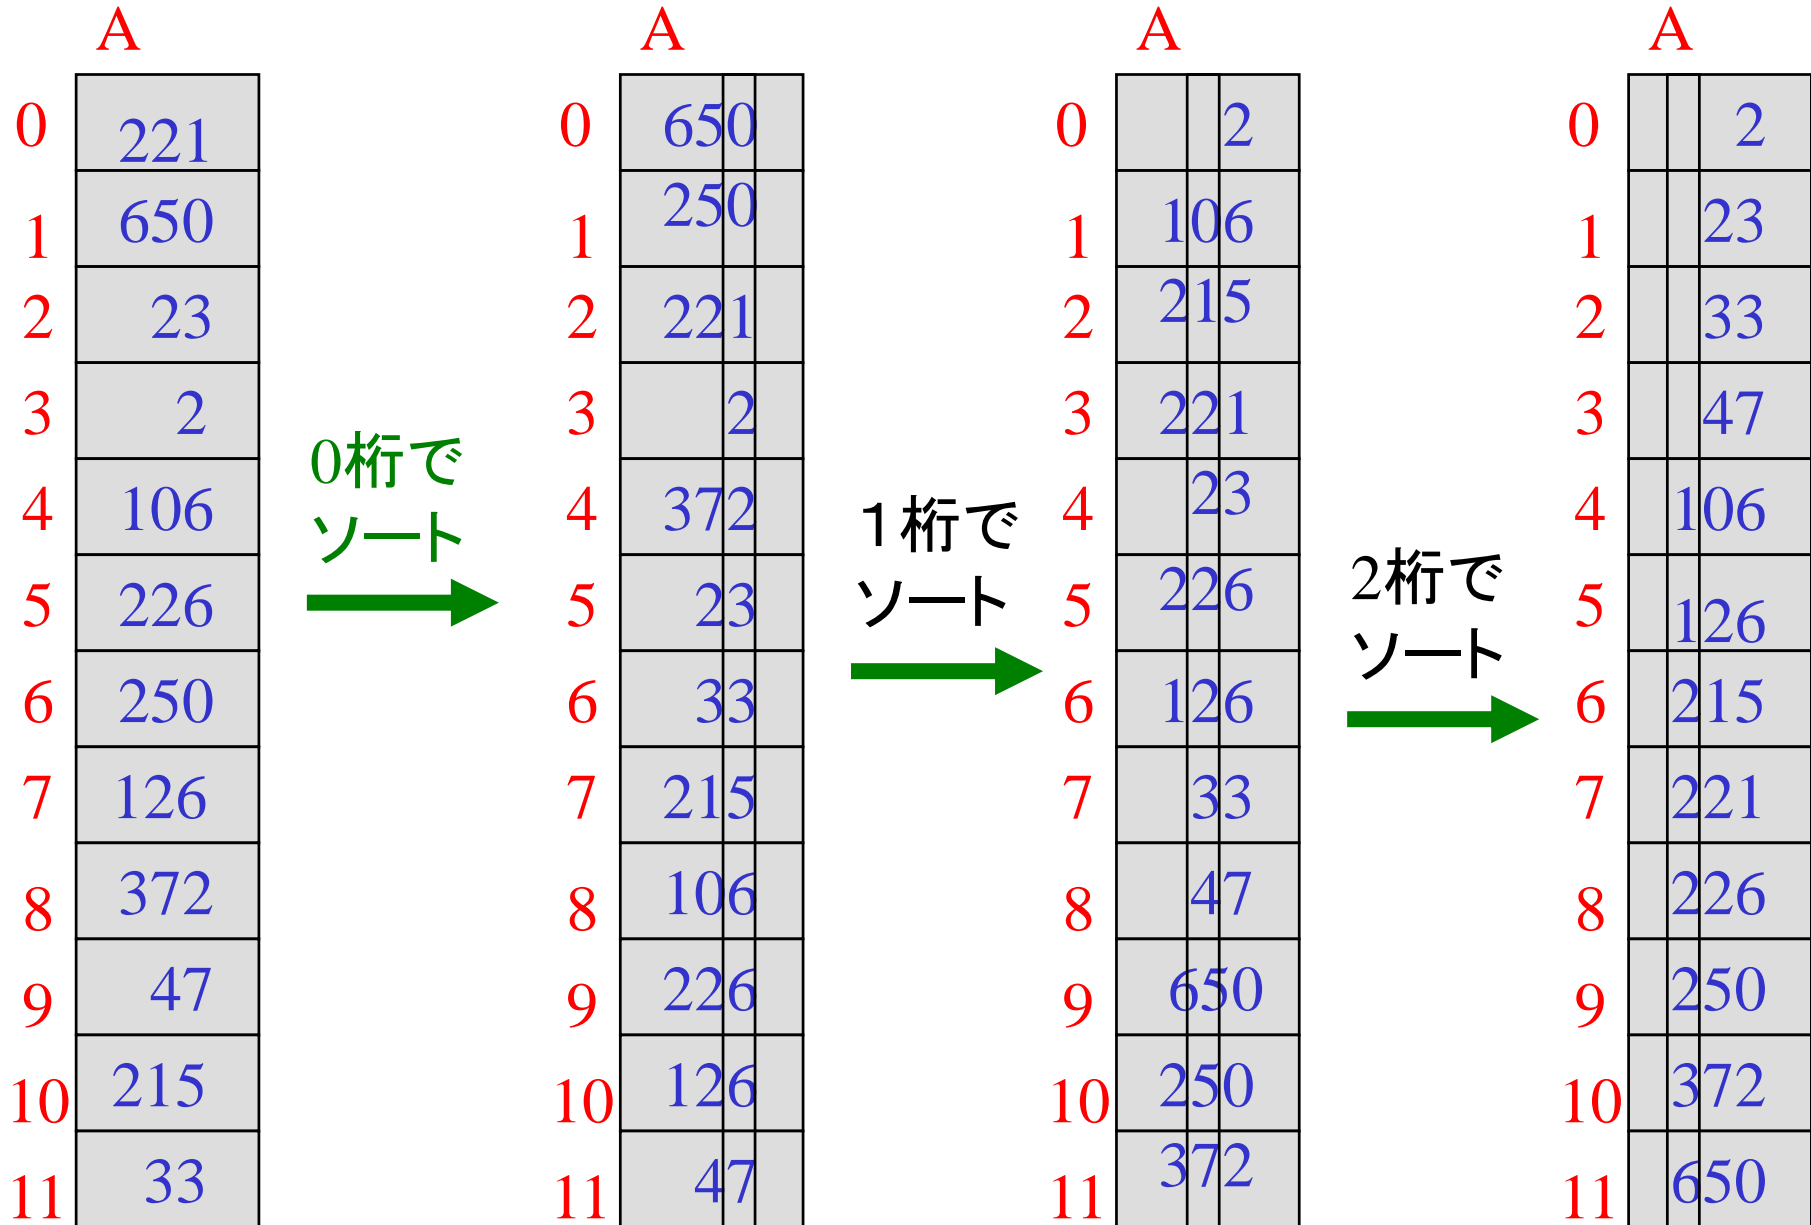 A A A A
0 221 0 650 0 2 0 2
1 650 1 250 1 106 1 23
2 23 2 221 2 215 2 33
3 2 3 2 3 221 3 47
0桁で
ソート
4 106 4 372 4 23 4 106
1桁で
ソート
5 226 5 23 5 226 5 126
2桁で
ソート
6 250 6 33 6 126 6 215
7 126 7 215 7 33 7 221
8 372 8 106 8 47 8 226
9 47 9 226 9 650 9 250
10 215 10 126 10 250 10 372
11 33 11 47 11 372 11 650